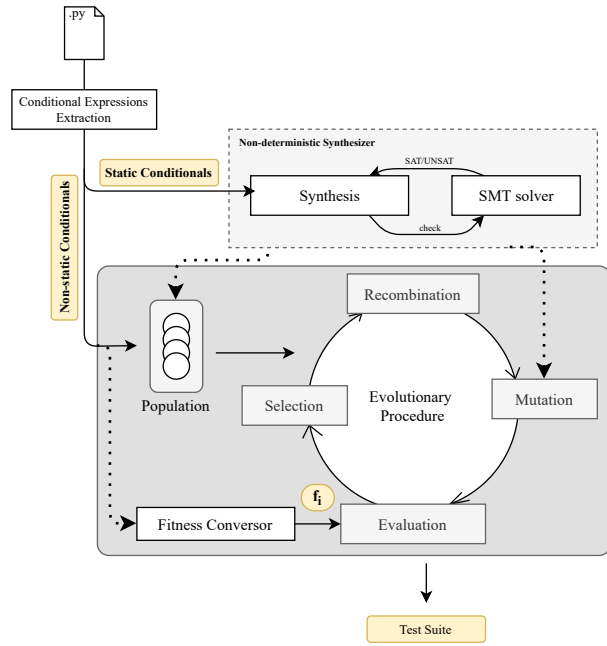 .py
Conditional Expressions
Extraction
Non-deterministic Synthesizer
SAT/UNSAT
Static Conditionals
Synthesis
SMT solver
check
Non-static Conditionals
Recombination
Population
Selection
Evolutionary
Procedure
Mutation
f_i
Fitness Conversor
Evaluation
Test Suite